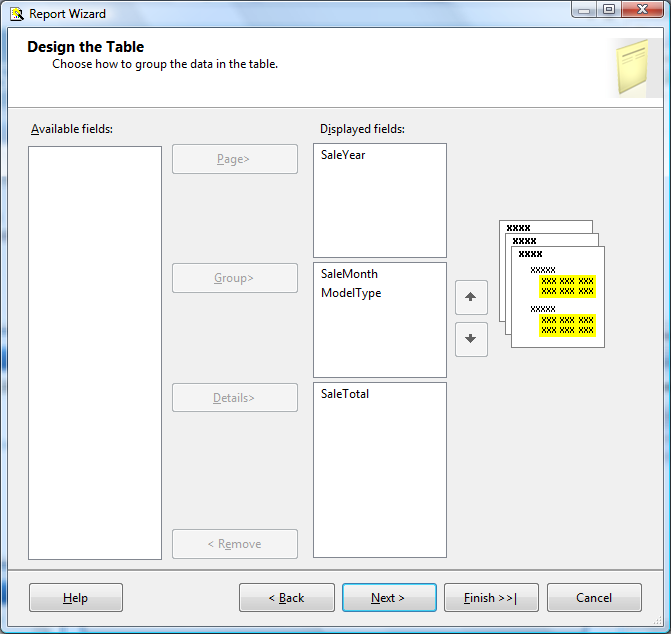 Report Wizard
Design the Table
Choose how to group the data in the table.
Available fields:
Displayed fields:
Page>
SaleYear
Group>
SaleMonth
ModelType
Details>
SaleTotal
< Remove
xxxx
xxxx
xxxx
xxxxx
xxx xxx xxx
xxx xxx xxx
xxxxx
xxx xxx xxx
xxx xxx xxx
Help
< Back
Next >
Finish >>|
Cancel